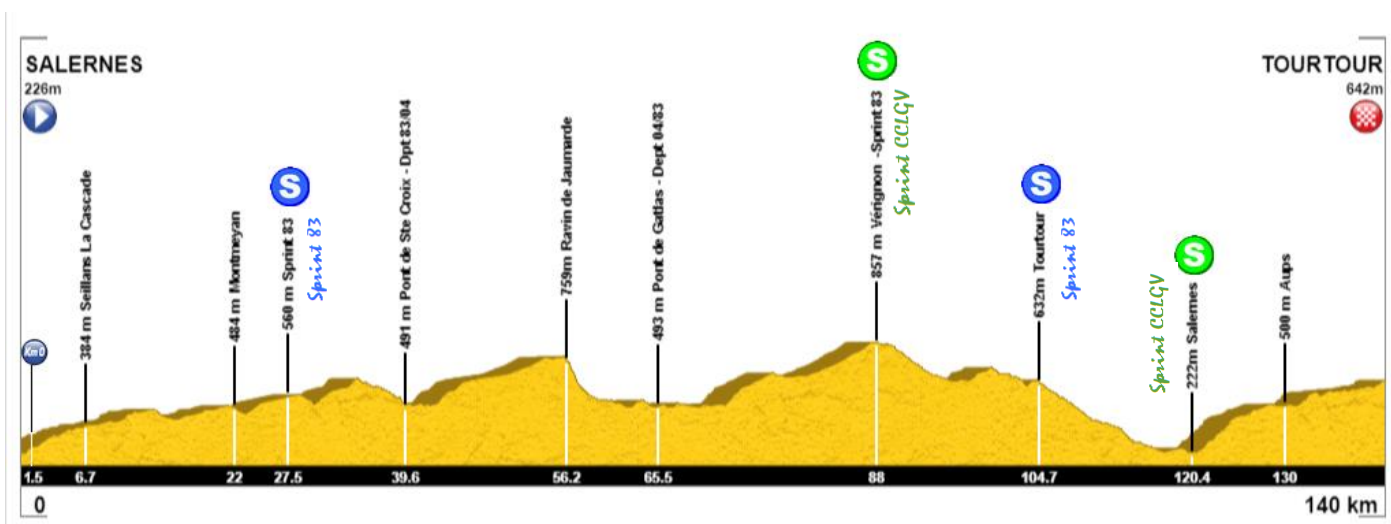 SALERNES
226m
TOURTOUR
642m
Km 0
384 m Seillans La Cascade
484 m Montmeyan
S
560 m Sprint 83
Sprint 83
491 m Pont de Ste Croix - Dpt 83/04
759m Ravin de Jaumarde
493 m Pont de Gatlas - Dept 04/83
S
857 m Vérignon -Sprint 83
Sprint CCLGV
S
632m Tourtour
Sprint 83
S
Sprint CCLGV
222m Salernes
500 m Aups
1.5 6.7 22 27.5 39.6 56.2 65.5 88 104.7 120.4 130
0
140 km